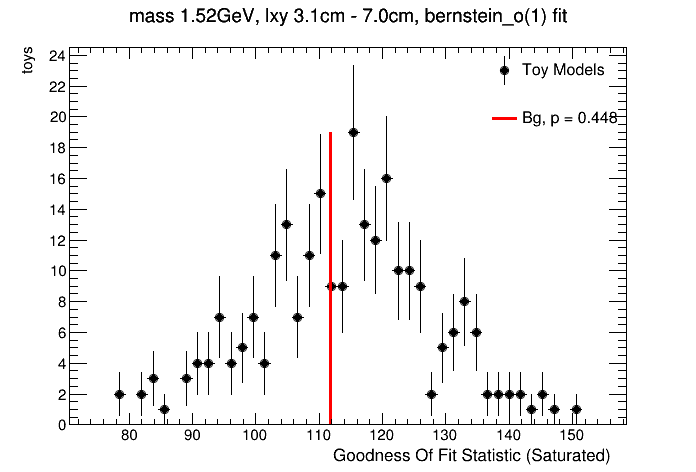 mass 1.52GeV, lxy 3.1cm - 7.0cm, bernstein_o(1) fit
toys
24
22
20
18
16
14
12
10
8
6
4
2
0
Toy Models
Bg, p = 0.448
80 90 100 110 120 130 140 150
Goodness Of Fit Statistic (Saturated)